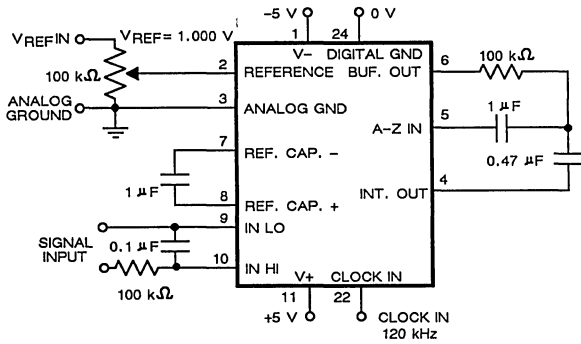 –5 V
0 V
1
24
VREF IN
VREF = 1.000 V
V–
DIGITAL GND
100 kΩ
2
REFERENCE
BUF. OUT
6
100 kΩ
ANALOG
GROUND
3
ANALOG GND
5
1 µF
A-Z IN
7
REF. CAP. –
0.47 µF
1 µF
4
INT. OUT
8
REF. CAP. +
9
IN LO
SIGNAL
INPUT
0.1 µF
10
IN HI
100 kΩ
V+
CLOCK IN
11
22
+5 V
CLOCK IN
120 kHz